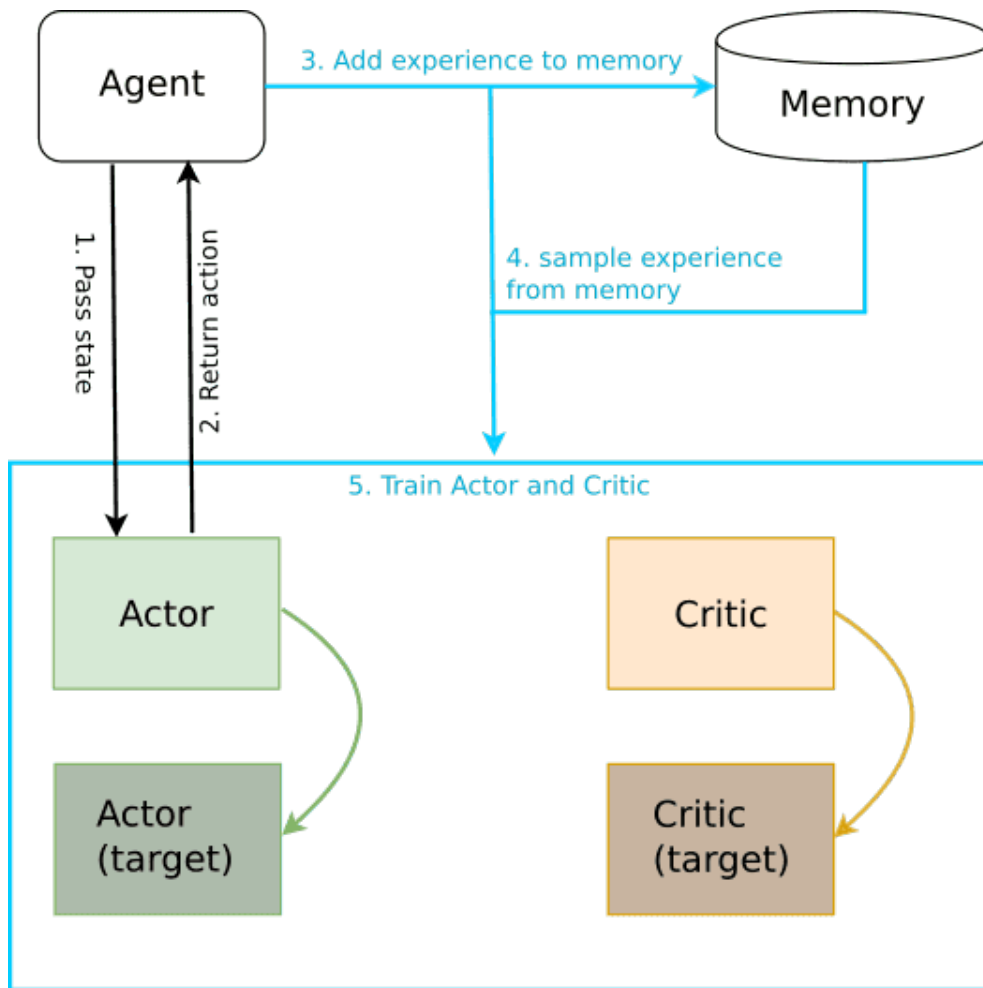 Agent
3. Add experience to memory
Memory
1. Pass state
2. Return action
4. sample experience
from memory
5. Train Actor and Critic
Actor
Critic
Actor
(target)
Critic
(target)